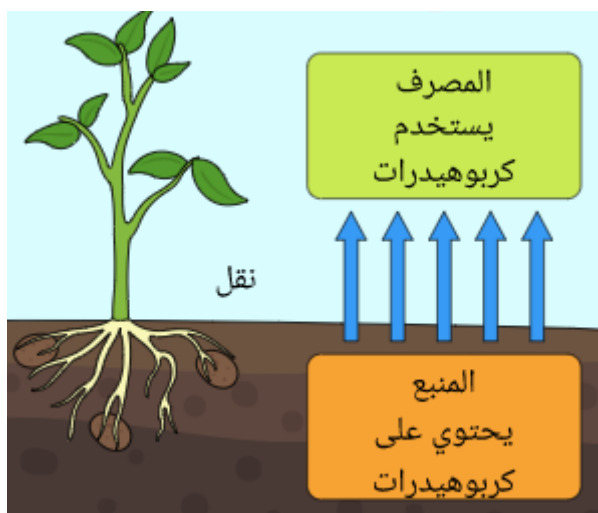 المصرف
يستخدم
كربوهيدرات
نقل
المنبع
يحتوي على
كربوهيدرات